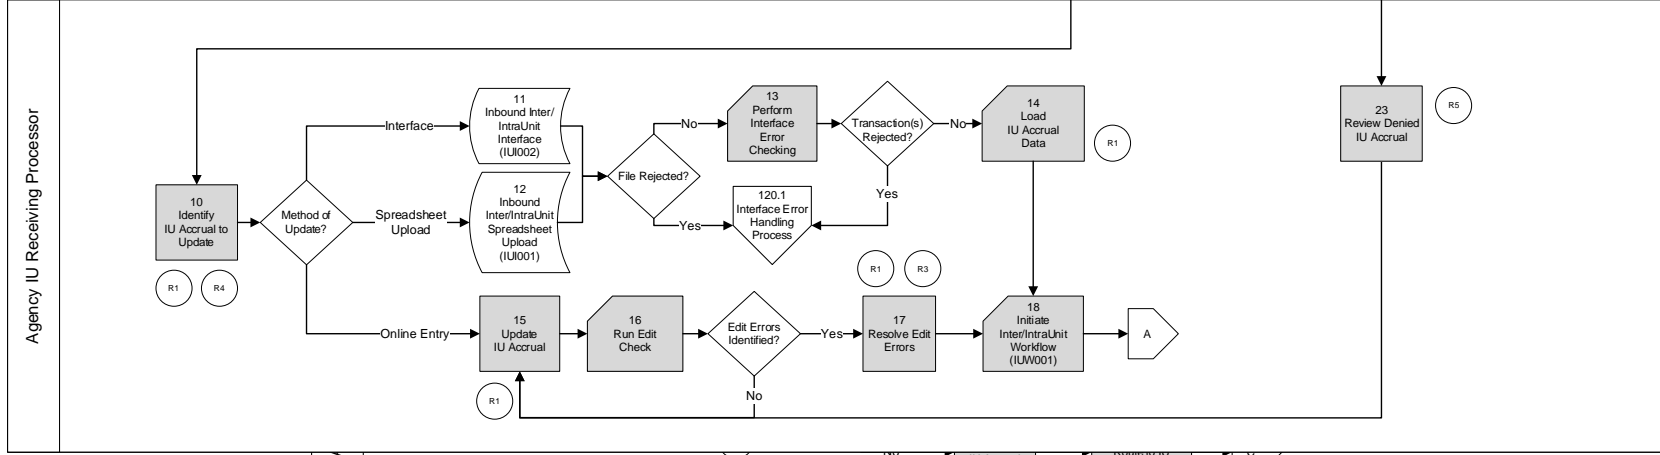 Agency IU Receiving Processor
10
Identify
IU Accrual to
Update
R1
R4
Method of
Update?
Interface
Spreadsheet
Upload
Online Entry
11
Inbound Inter/
IntraUnit
Interface
(IUI002)
12
Inbound
Inter/IntraUnit
Spreadsheet
Upload
(IUI001)
File Rejected?
No
Yes
13
Perform
Interface
Error
Checking
Transaction(s)
Rejected?
No
Yes
120.1
Interface Error
Handling
Process
14
Load
IU Accrual
Data
R1
15
Update
IU Accrual
R1
16
Run Edit
Check
Edit Errors
Identified?
Yes
No
R1
R3
17
Resolve Edit
Errors
18
Initiate
Inter/IntraUnit
Workflow
(IUW001)
A
23
Review Denied
IU Accrual
R5